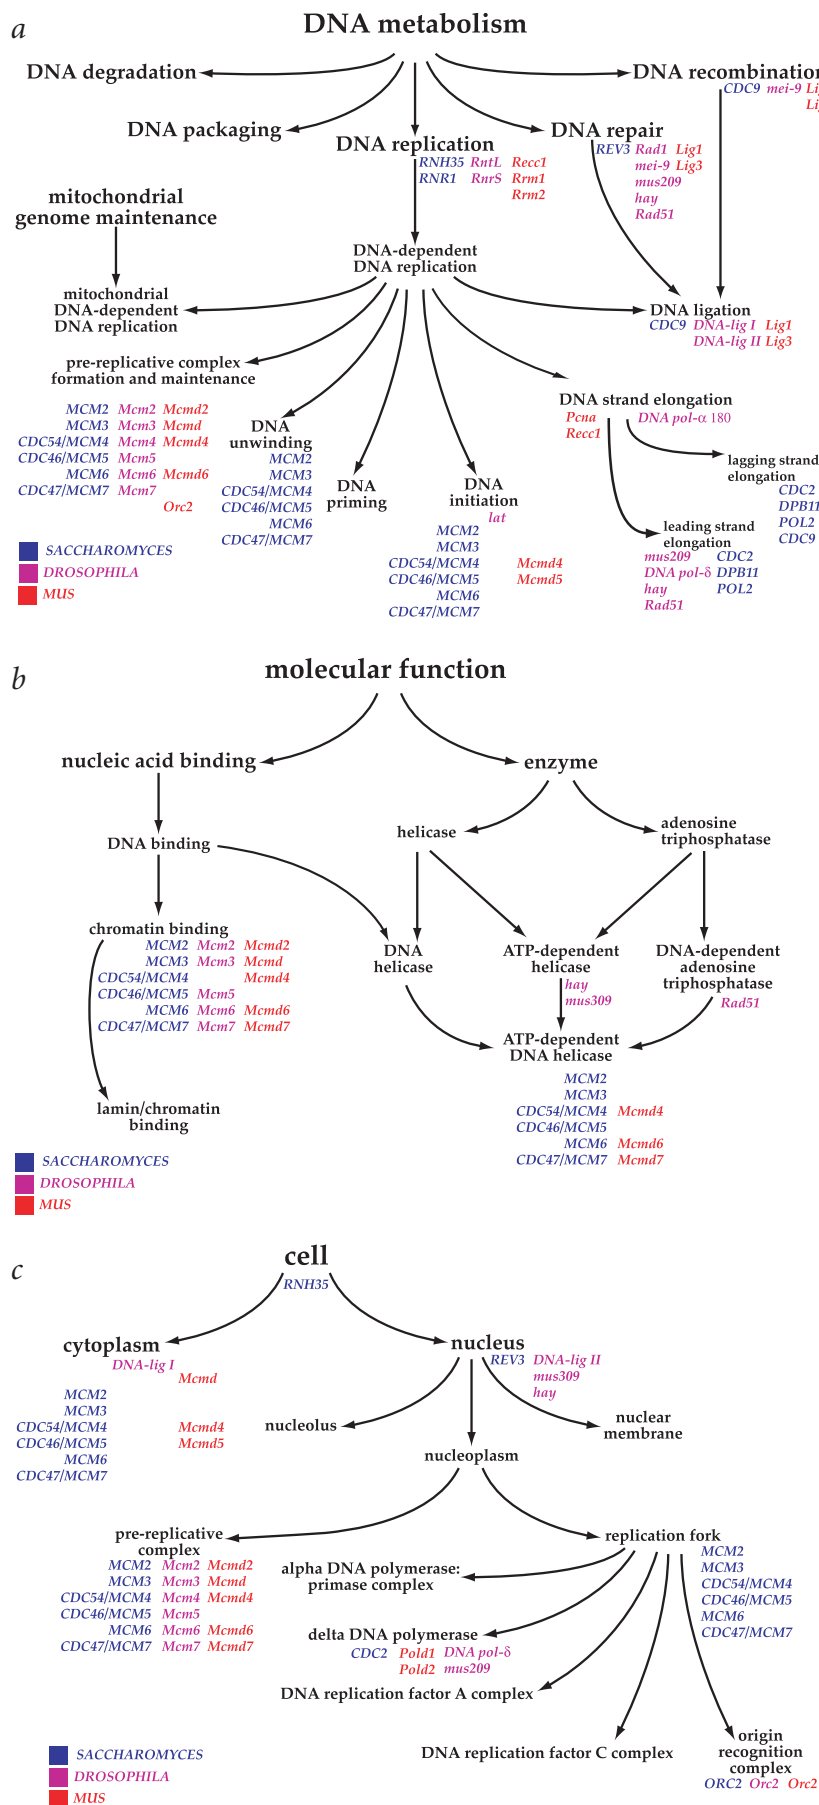 a
DNA metabolism
DNA degradation
DNA recombination
CDC9 mei-9
DNA packaging
DNA replication
RNH35 RntL Recc1
RNR1 RnrS Rrm1
Rrm2
DNA repair
REV3 Rad1 Lig1
mei-9 Lig3
mus209
hay
Rad51
mitochondrial
genome maintenance
DNA-dependent
DNA replication
mitochondrial
DNA-dependent
DNA replication
DNA ligation
CDC9 DNA-lig I Lig1
DNA-lig II Lig3
pre-replicative complex
formation and maintenance
MCM2 Mcm2 Mcmd2
MCM3 Mcm3 Mcmd
CDC54/MCM4 Mcm4 Mcmd4
CDC46/MCM5 Mcm5
MCM6 Mcm6 Mcmd6
CDC47/MCM7 Mcm7
Orc2
DNA
unwinding
MCM2
MCM3
CDC54/MCM4
CDC46/MCM5
MCM6
CDC47/MCM7
DNA
priming
DNA
initiation
lat
MCM2
MCM3
CDC54/MCM4 Mcmd4
CDC46/MCM5 Mcmd5
MCM6
CDC47/MCM7
DNA strand elongation
Pcna DNA pol-α 180
Recc1
lagging strand
elongation
CDC2
DPB11
POL2
CDC9
leading strand
elongation
mus209 CDC2
DNA pol-δ DPB11
hay POL2
Rad51
SACCHAROMYCES
DROSOPHILA
MUS
b
molecular function
nucleic acid binding
enzyme
DNA binding
helicase
adenosine
triphosphatase
chromatin binding
MCM2 Mcm2 Mcmd2
MCM3 Mcm3 Mcmd
CDC54/MCM4 Mcmd4
CDC46/MCM5 Mcm5
MCM6 Mcm6 Mcmd6
CDC47/MCM7 Mcm7 Mcmd7
DNA
helicase
ATP-dependent
helicase
hay
mus309
DNA-dependent
adenosine
triphosphatase
Rad51
ATP-dependent
DNA helicase
MCM2
MCM3
CDC54/MCM4 Mcmd4
CDC46/MCM5
MCM6 Mcmd6
CDC47/MCM7 Mcmd7
lamin/chromatin
binding
SACCHAROMYCES
DROSOPHILA
MUS
c
cell
RNH35
cytoplasm
DNA-lig I
Mcmd
MCM2
MCM3
CDC54/MCM4 Mcmd4
CDC46/MCM5 Mcmd5
MCM6
CDC47/MCM7
nucleus
REV3 DNA-lig II
mus309
hay
nucleolus
nuclear
membrane
nucleoplasm
pre-replicative
complex
MCM2 Mcm2 Mcmd2
MCM3 Mcm3 Mcmd
CDC54/MCM4 Mcm4 Mcmd4
CDC46/MCM5 Mcm5
MCM6 Mcm6 Mcmd6
CDC47/MCM7 Mcm7 Mcmd7
replication fork
MCM2
MCM3
CDC54/MCM4
CDC46/MCM5
MCM6
CDC47/MCM7
alpha DNA polymerase:
primase complex
delta DNA polymerase
CDC2 Pold1 DNA pol-δ
Pold2 mus209
DNA replication factor A complex
DNA replication factor C complex
origin
recognition
complex
ORC2 Orc2 Orc2
SACCHAROMYCES
DROSOPHILA
MUS